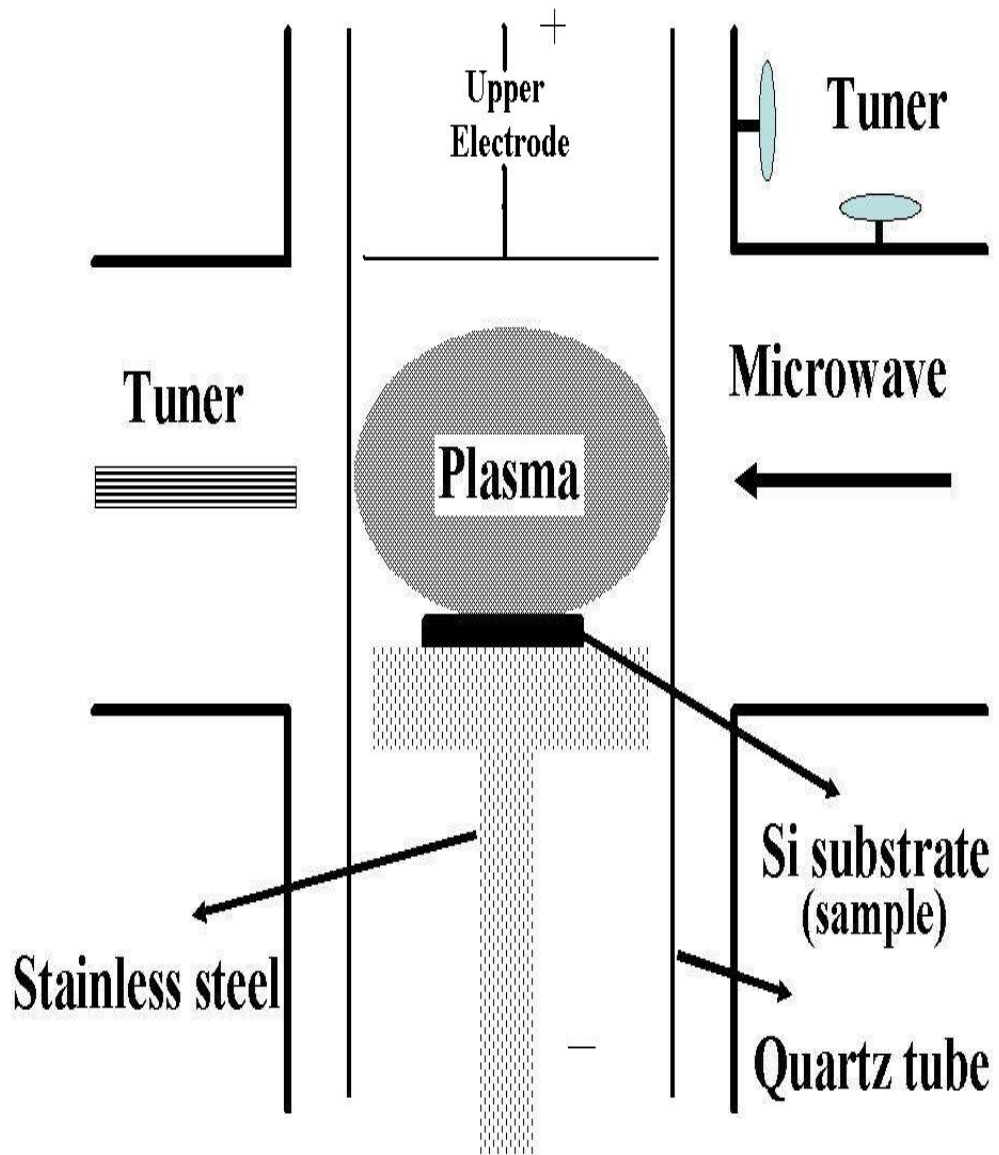 +
Upper
Electrode
Tuner
Tuner
Microwave
Plasma
Si substrate
(sample)
Stainless steel
−
Quartz tube